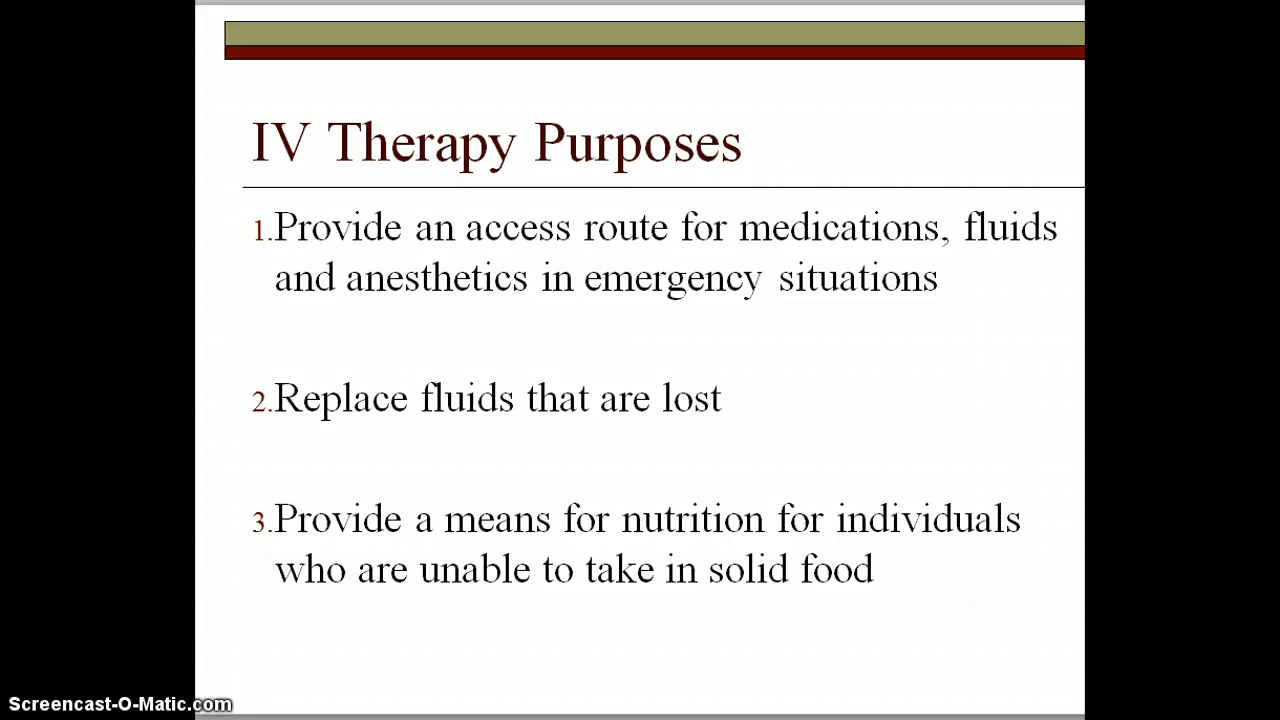 IV Therapy Purposes
1.Provide an access route for medications, fluids
and anesthetics in emergency situations
2.Replace fluids that are lost
3.Provide a means for nutrition for individuals
who are unable to take in solid food
Screencast-O-Matic.com